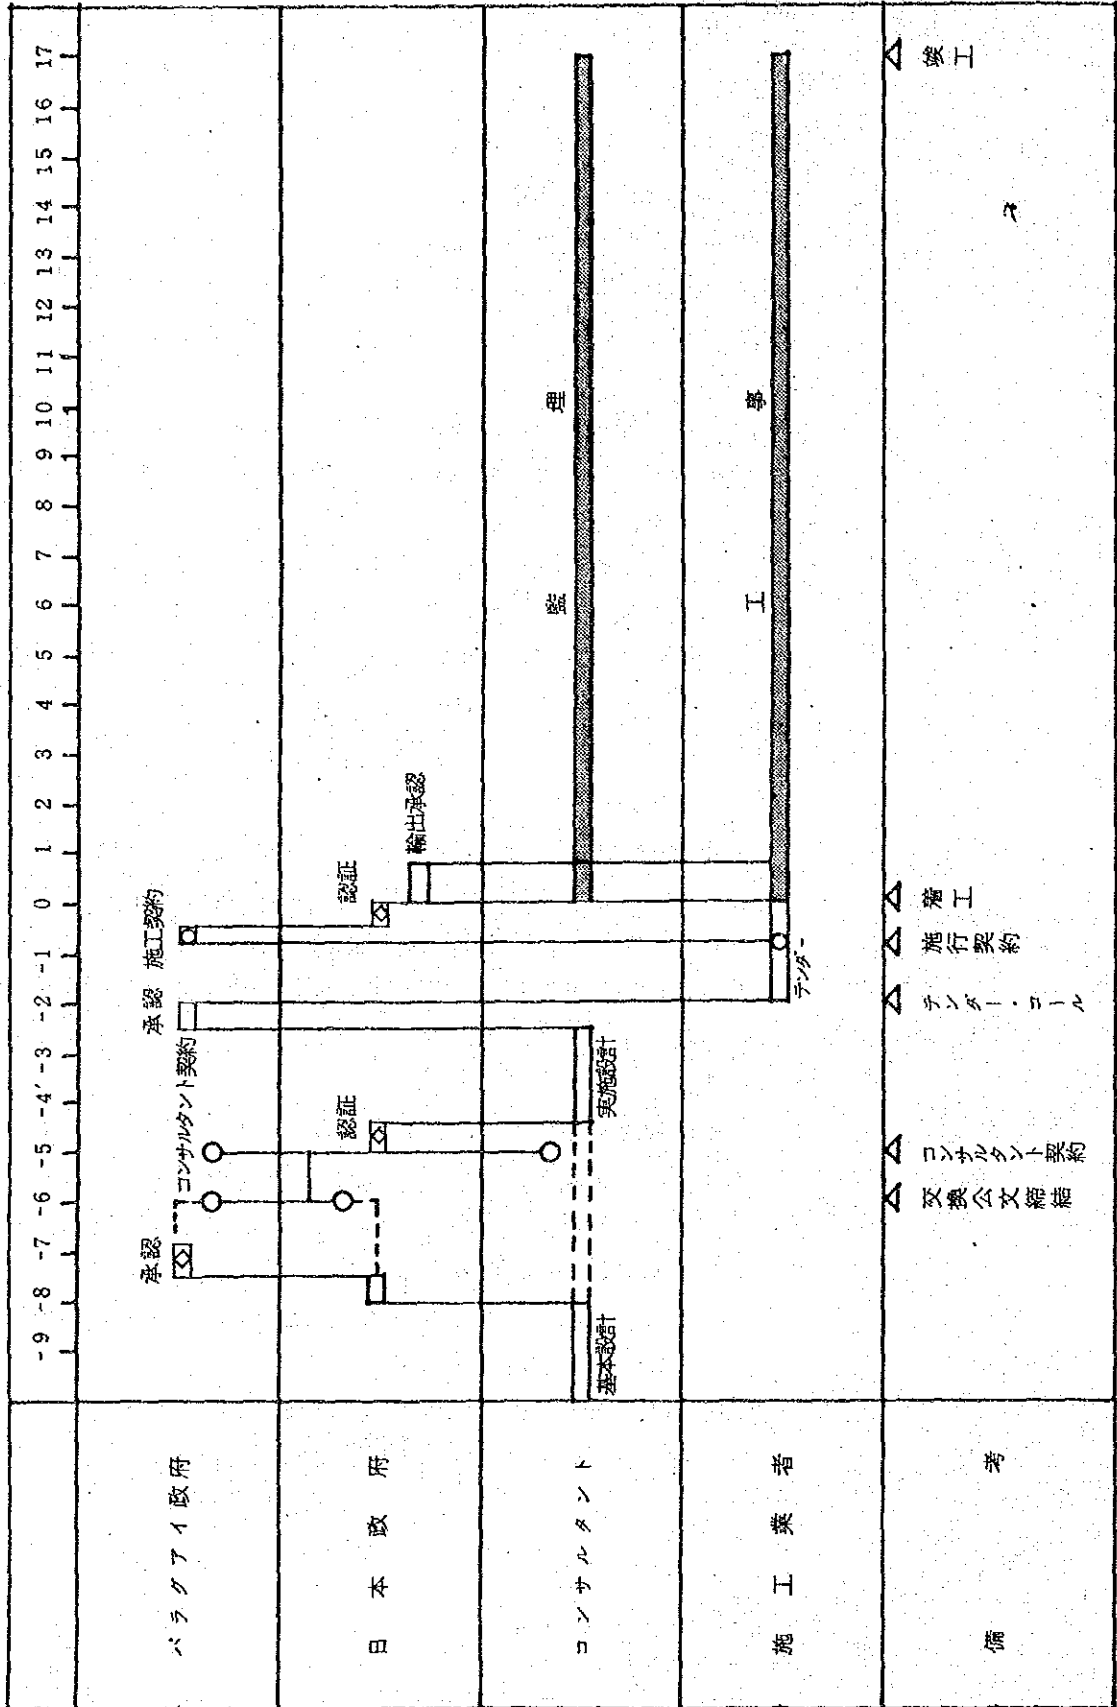 -9 -8 -7 -6 -5 -4' -3 -2 -1 0 1 2 3 4 5 6 7 8 9 10 11 12 13 14 15 16 17
パラグアイ政府
承認
コンサルタント契約
承認
施工契約
日本政府
認証
認証
輸出承認
コンサルタント
基本設計
実施設計
監理
施工業者
テンダー
工事
備考
交換公文締結
コンサルタント契約
テンダー・コール
施行契約
着工
竣工